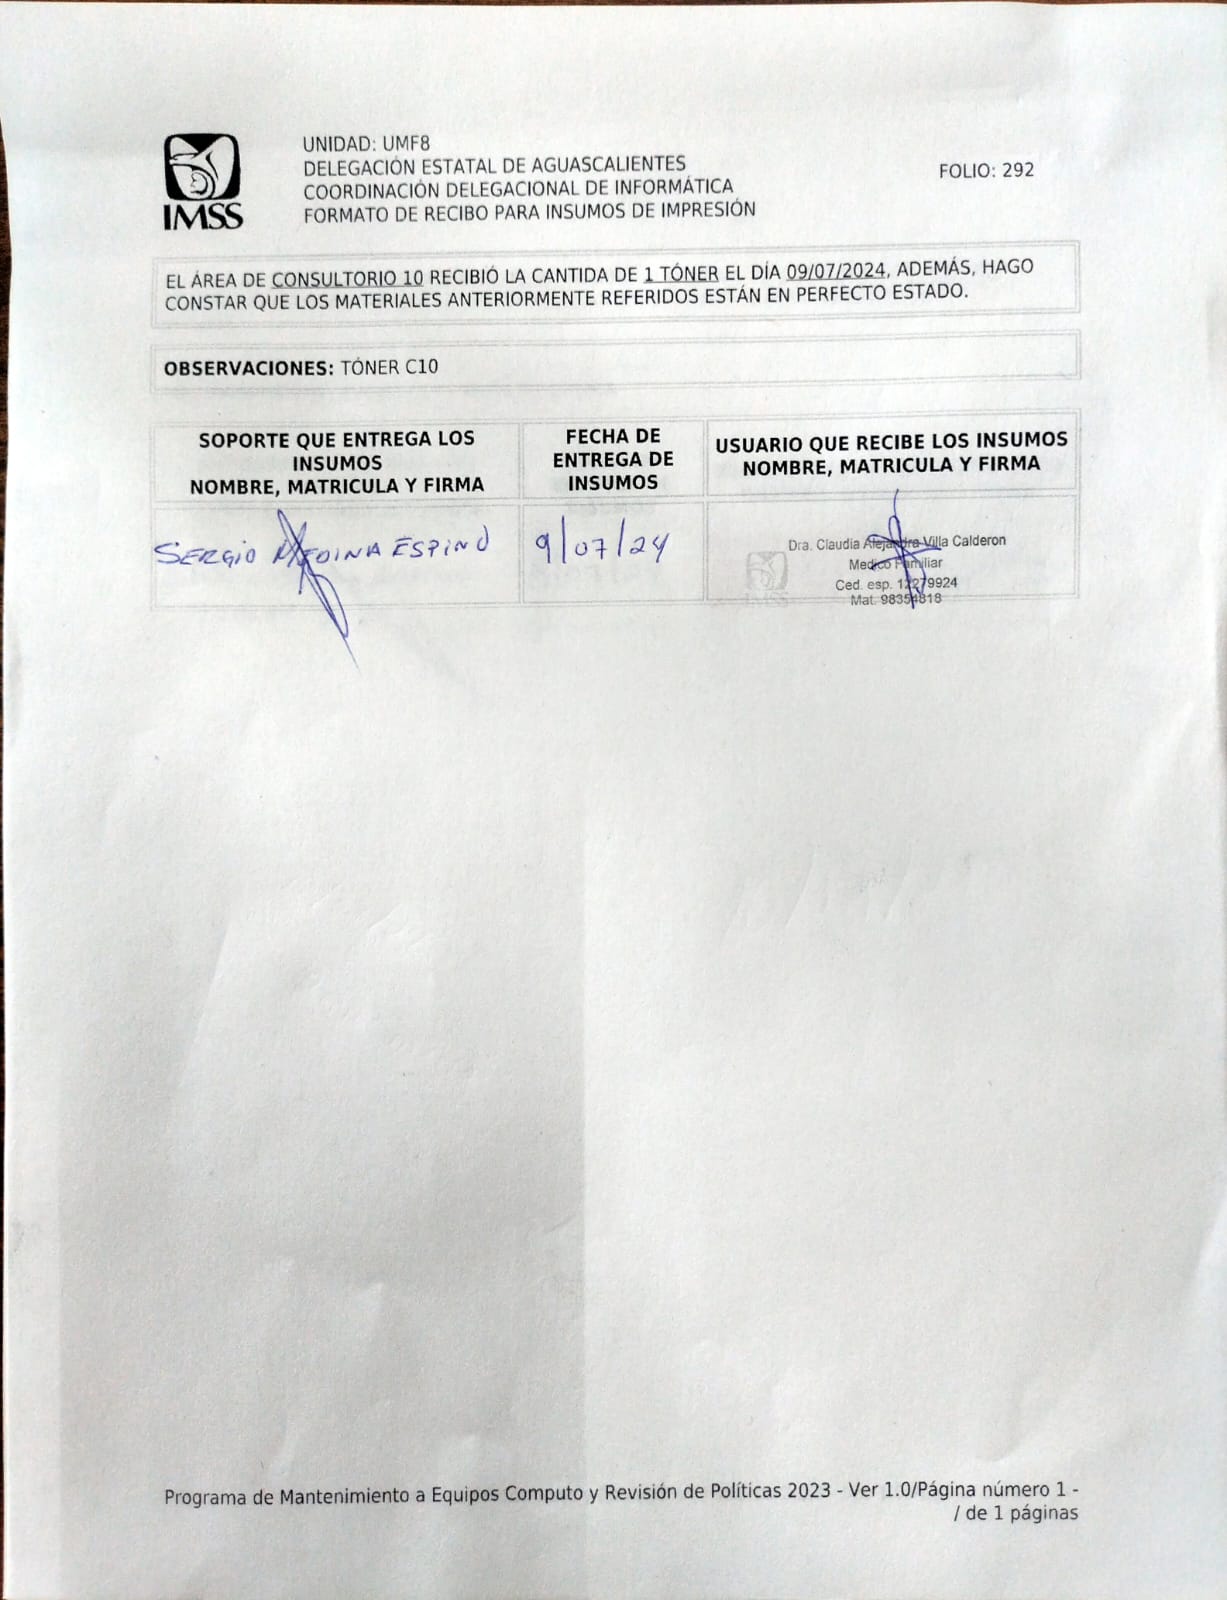 IMSS
UNIDAD: UMF8
DELEGACIÓN ESTATAL DE AGUASCALIENTES
COORDINACIÓN DELEGACIONAL DE INFORMÁTICA
FORMATO DE RECIBO PARA INSUMOS DE IMPRESIÓN
FOLIO: 292
EL ÁREA DE CONSULTORIO 10 RECIBIÓ LA CANTIDA DE 1 TÓNER EL DÍA 09/07/2024, ADEMÁS, HAGO
CONSTAR QUE LOS MATERIALES ANTERIORMENTE REFERIDOS ESTÁN EN PERFECTO ESTADO.
OBSERVACIONES: TÓNER C10
SOPORTE QUE ENTREGA LOS
INSUMOS
NOMBRE, MATRICULA Y FIRMA
FECHA DE
ENTREGA DE
INSUMOS
USUARIO QUE RECIBE LOS INSUMOS
NOMBRE, MATRICULA Y FIRMA
SERGIO MEDINA ESPINO
9/07/24
Dra. Claudia Alejandra Villa Calderon
Medico Familiar
Ced. esp. 12279924
Mat. 98354818
IMSS
Programa de Mantenimiento a Equipos Computo y Revisión de Políticas 2023 - Ver 1.0/Página número 1 -
/ de 1 páginas